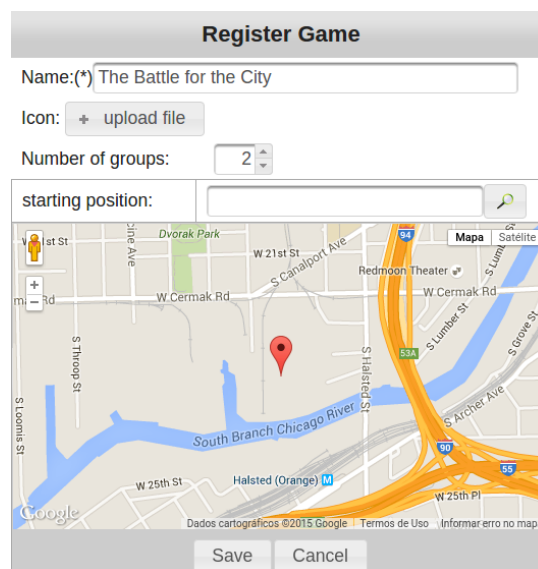 Register Game
Name:(*) The Battle for the City
Icon: + upload file
Number of groups: 2
starting position:
94
Mapa Satélite
Dvorak Park
st St
W 21st St
S Canalport Ave
Redmoon Theater
W Cermak Rd
W Cermak Rd
S Lumber St
S Grove St
S Throop St
S Halsted St
53A
S Loomis St
S Archer Ave
South Branch Chicago River
90
55
W 25th St
Halsted (Orange) M
W 25th Pl
Google
Dados cartográficos ©2015 Google Termos de Uso Informar erro no map
Save Cancel